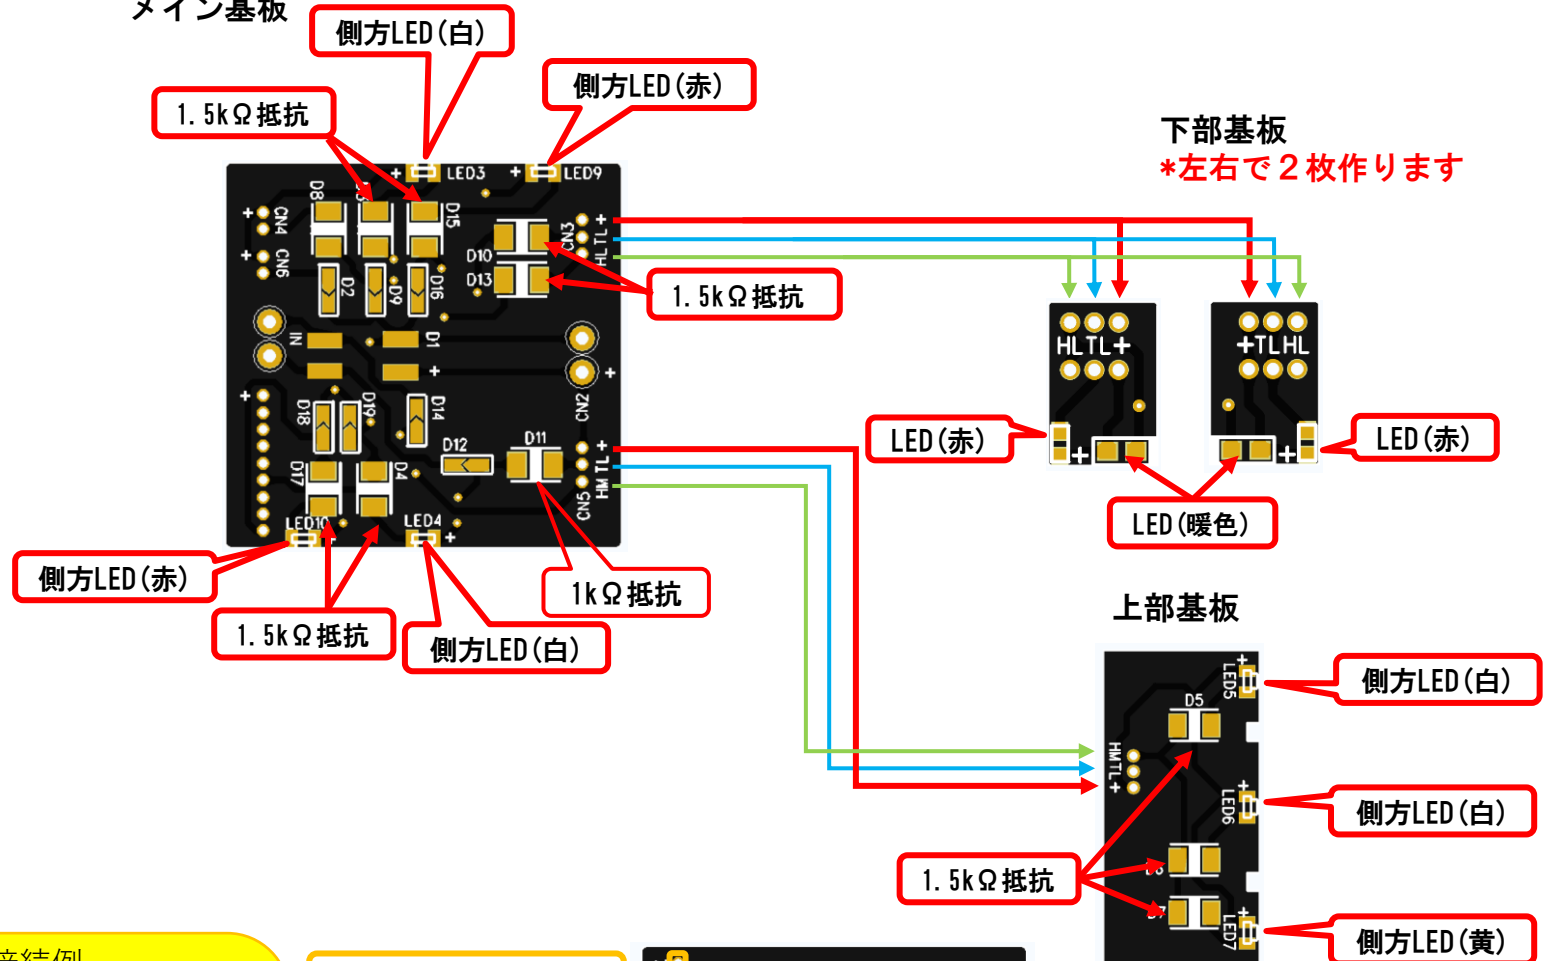 メイン基板
側方LED(白)
側方LED(赤)
1.5kΩ抵抗
下部基板
*左右で２枚作ります
+
LED3
+
LED9
D8
D15
+
CN4
+
CN6
D10
D13
CN3
HL TL +
D2
D9
D16
1.5kΩ抵抗
IN
D1
+
+
CN2
HLTL+
+TLHL
+
D18
D19
D14
D12
D11
LED(赤)
+
+
LED(赤)
D17
D4
CN5
HM TL +
LED10
LED4
+
LED(暖色)
側方LED(赤)
1kΩ抵抗
1.5kΩ抵抗
側方LED(白)
上部基板
+
LED5
側方LED(白)
D5
HMTL+
+
LED6
側方LED(白)
1.5kΩ抵抗
D7
+
LED7
側方LED(黄)